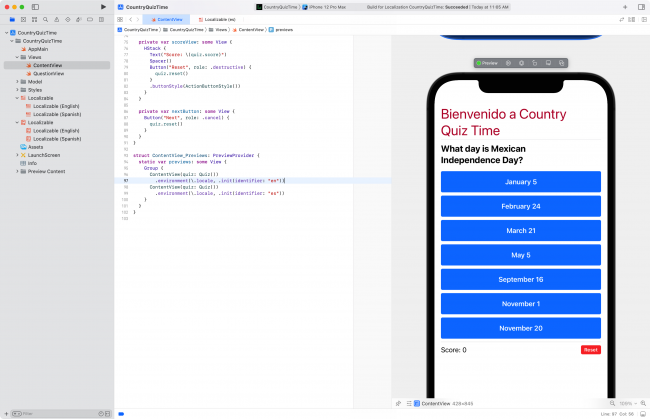 CountryQuizTime
CountryQuizTime
iPhone 12 Pro Max
Build for Localization CountryQuizTime: Succeeded | Today at 11:05 AM
ContentView
Localizable (es)
CountryQuizTime
CountryQuizTime
Views
ContentView
previews
CountryQuizTime
CountryQuizTime
AppMain
Views
ContentView
QuestionView
Model
Styles
Localizable
Localizable (English)
Localizable (Spanish)
Localizable
Localizable (English)
Localizable (Spanish)
Assets
LaunchScreen
Info
Preview Content
Filter
private var scoreView: some View {
HStack {
Text("Score: \(quiz.score)")
Spacer()
Button("Reset", role: .destructive) {
quiz.reset()
}
.buttonStyle(ActionButtonStyle())
}
}
private var nextButton: some View {
Button("Next", role: .cancel) {
quiz.reset()
}
}
}
struct ContentView_Previews: PreviewProvider {
static var previews: some View {
Group {
ContentView(quiz: Quiz())
97 .environment(\.locale, .init(identifier: "en"))
ContentView(quiz: Quiz())
.environment(\.locale, .init(identifier: "es"))
}
}
}
Preview
Bienvenido a Country
Quiz Time
What day is Mexican
Independence Day?
January 5
February 24
March 21
May 5
September 16
November 1
November 20
Score: 0
Reset
ContentView 428×845
100%
Line: 97 Col: 56